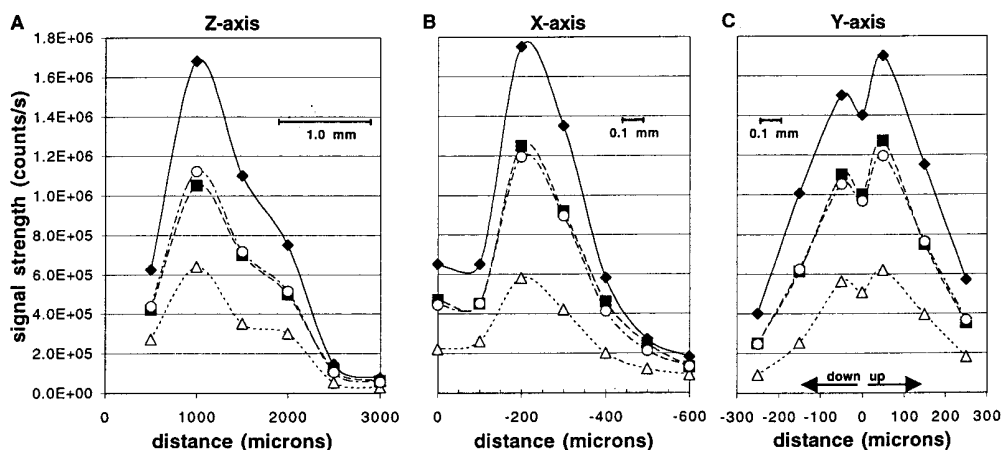 A Z-axis
B X-axis
C Y-axis
signal strength (counts/s)
1.8E+06
1.6E+06
1.4E+06
1.2E+06
1.0E+06
8.0E+05
6.0E+05
4.0E+05
2.0E+05
0.0E+00
1.0 mm
0.1 mm
0.1 mm
down up
0 1000 2000 3000
0 -200 -400 -600
-300 -200 -100 0 100 200 300
distance (microns)
distance (microns)
distance (microns)